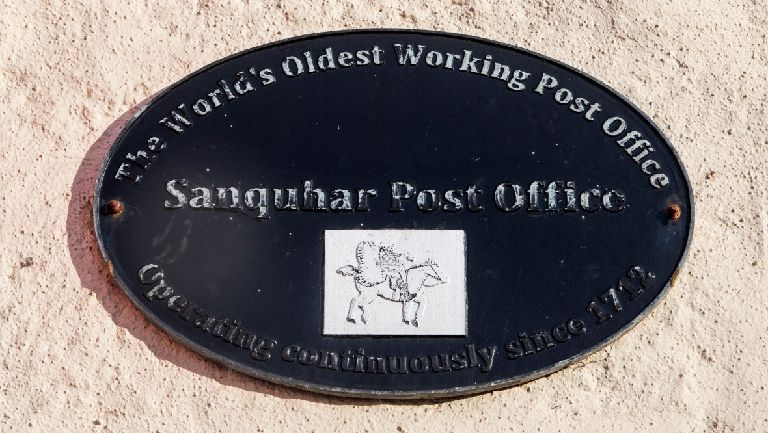 The World's Oldest Working Post Office
Sanquhar Post Office
Operating continuously since 1712